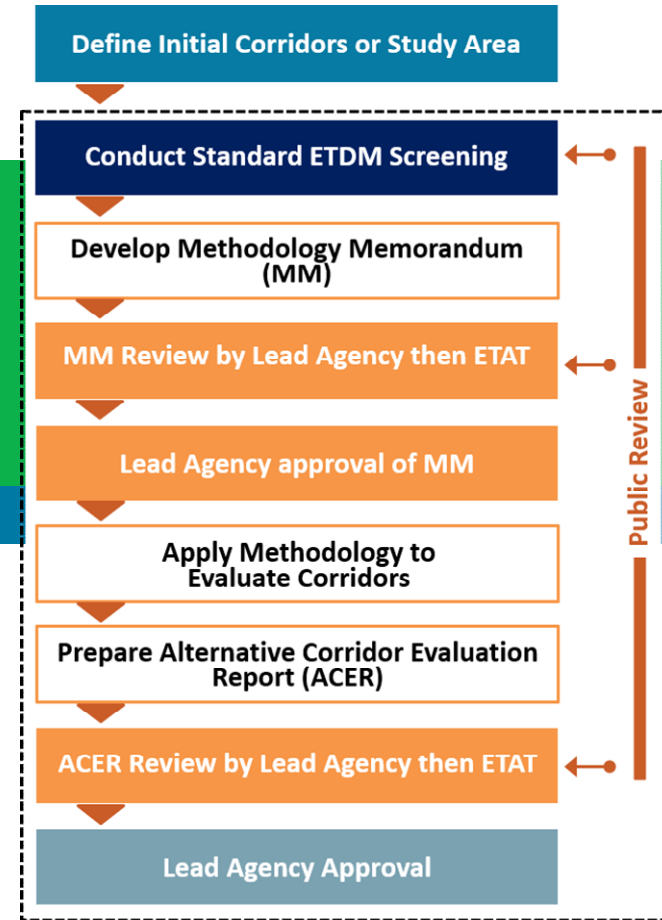 Define Initial Corridors or Study Area
Conduct Standard ETDM Screening
Develop Methodology Memorandum
(MM)
MM Review by Lead Agency then ETAT
Lead Agency approval of MM
Apply Methodology to
Evaluate Corridors
Prepare Alternative Corridor Evaluation
Report (ACER)
ACER Review by Lead Agency then ETAT
Lead Agency Approval
Public Review